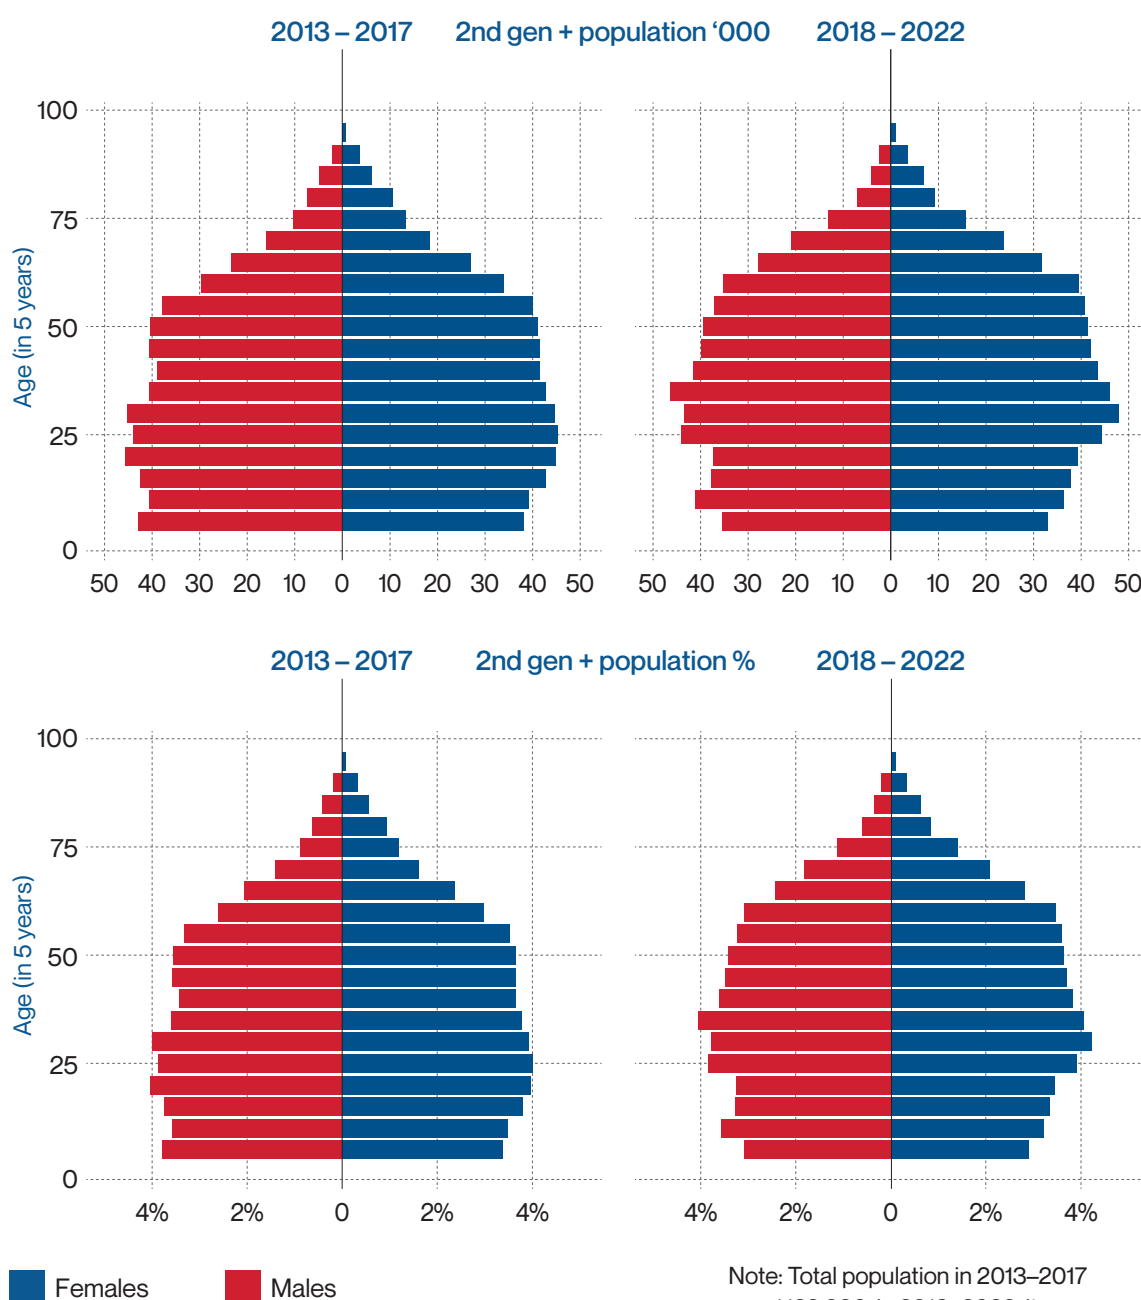 2013 – 2017 2nd gen + population ‘000 2018 – 2022
100
75
50
25
0
Age (in 5 years)
50 40 30 20 10 0 10 20 30 40 50 50 40 30 20 10 0 10 20 30 40 50
2013 – 2017 2nd gen + population % 2018 – 2022
100
75
50
25
0
Age (in 5 years)
4% 2% 0 2% 4% 4% 2% 0 2% 4%
Females Males
Note: Total population in 2013–2017